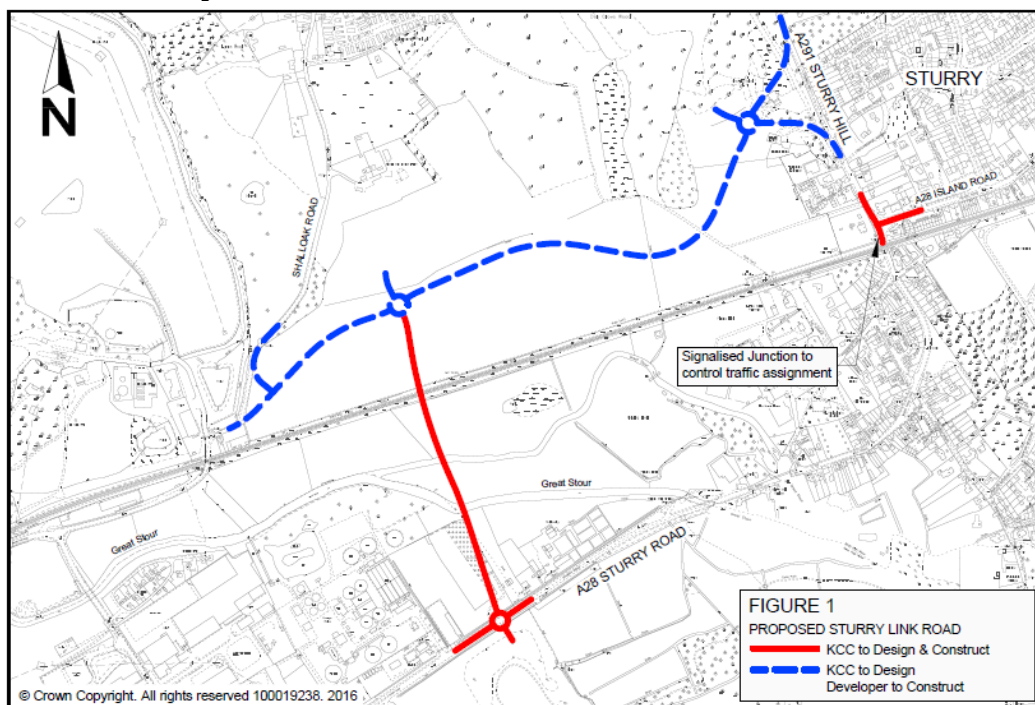 N
A291 STURRY HILL
STURRY
SHALLOAK ROAD
A28 ISLAND ROAD
Signalised Junction to
control traffic assignment
Great Stour
Great Stour
A28 STURRY ROAD
FIGURE 1
PROPOSED STURRY LINK ROAD
KCC to Design & Construct
KCC to Design
Developer to Construct
© Crown Copyright. All rights reserved 100019238. 2016